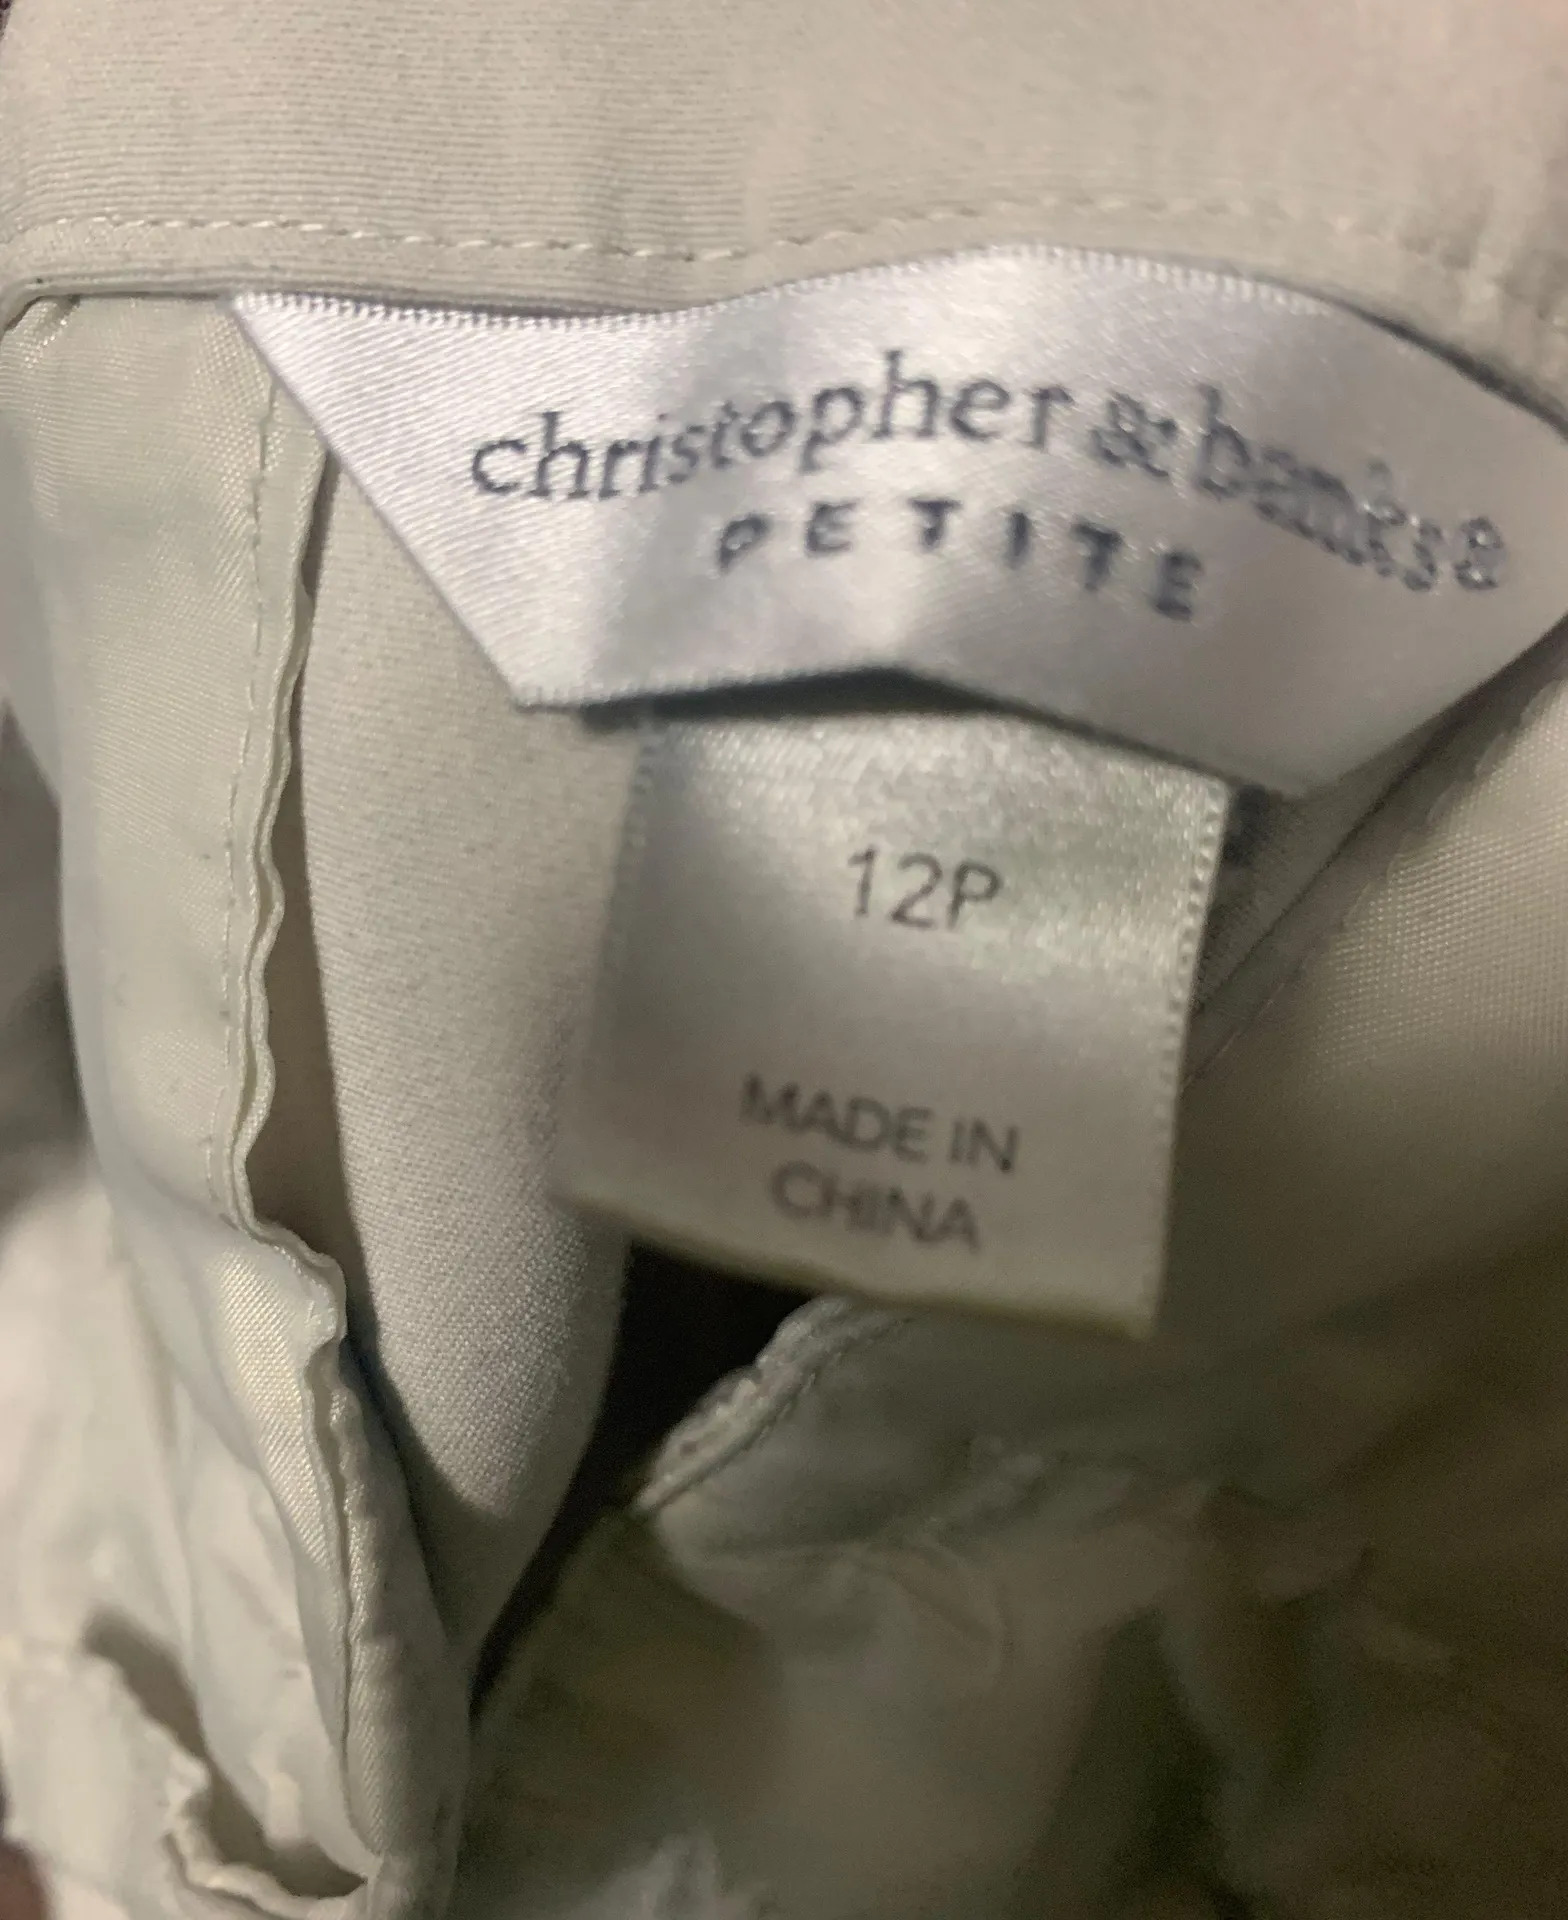 christopher & banks®
PETITE
12P
MADE IN
CHINA